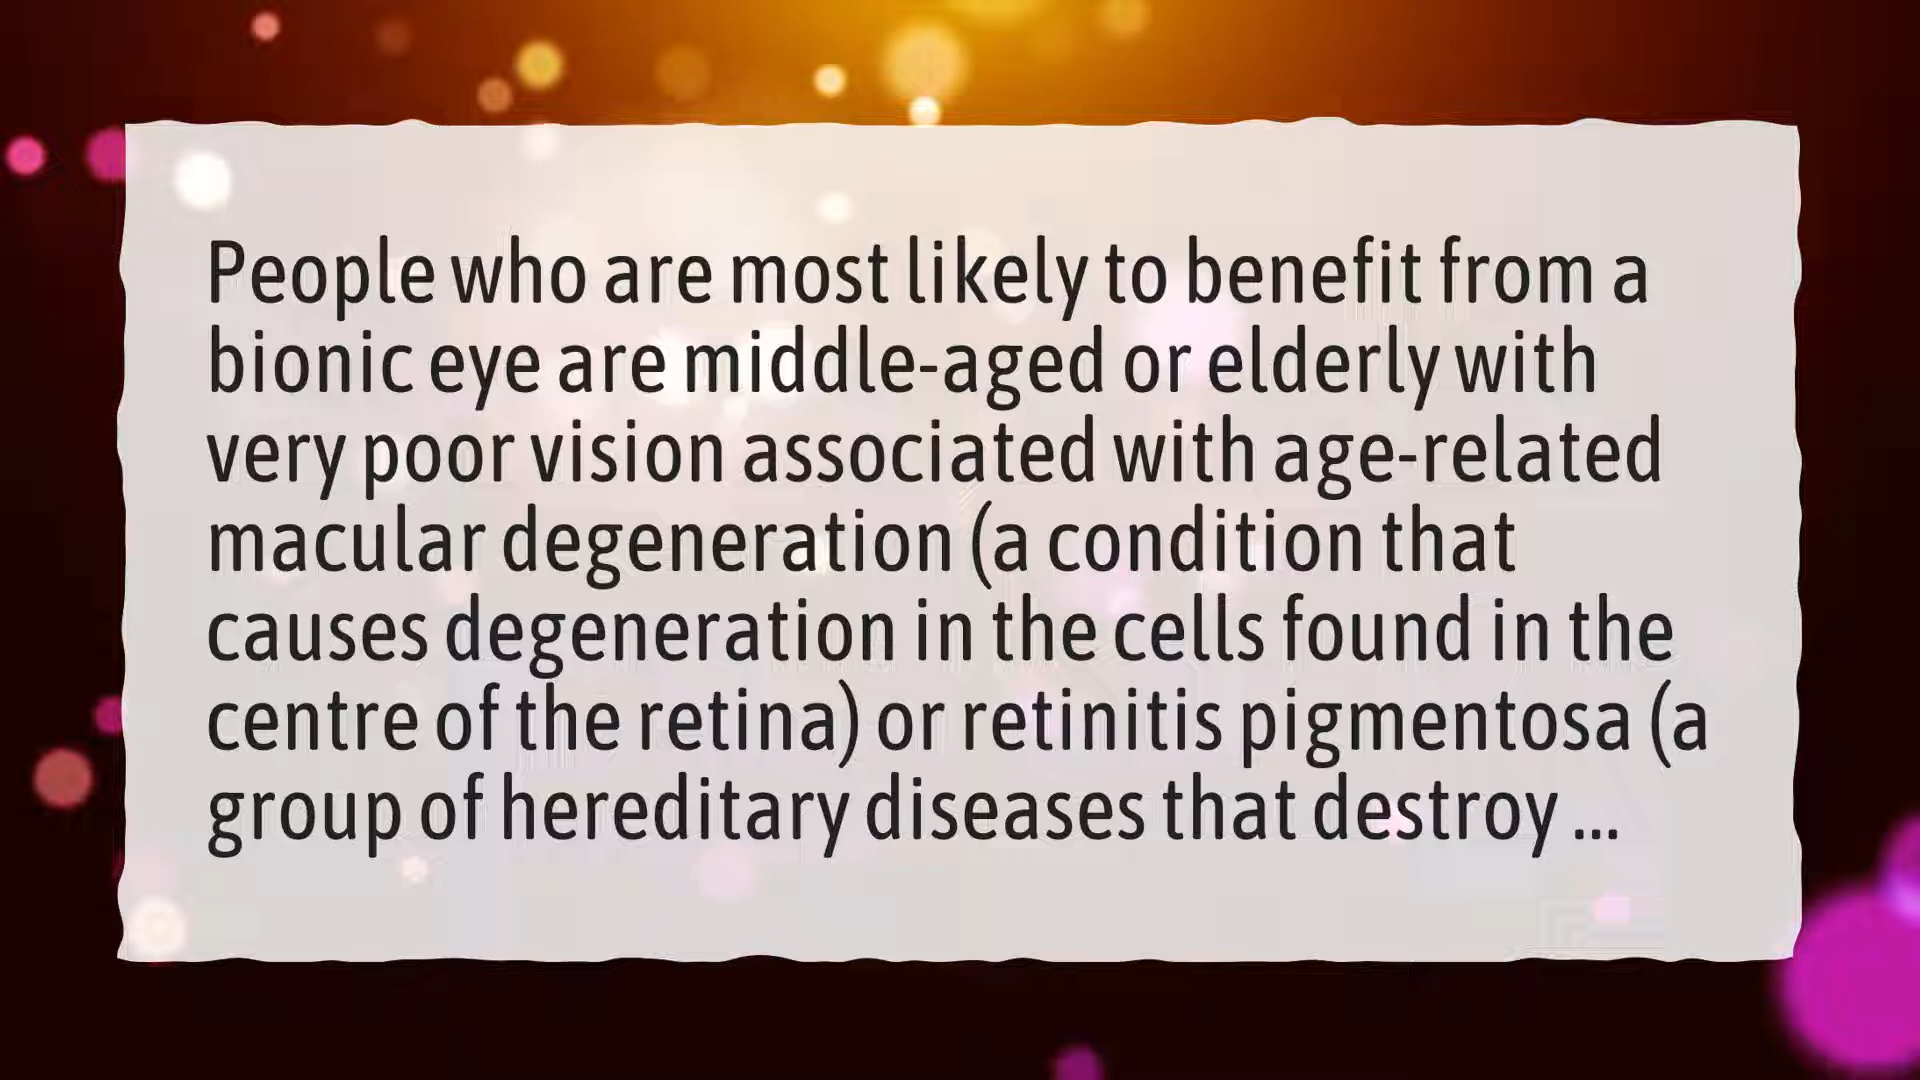 People who are most likely to benefit from a
bionic eye are middle-aged or elderly with
very poor vision associated with age-related
macular degeneration (a condition that
causes degeneration in the cells found in the
centre of the retina) or retinitis pigmentosa (a
group of hereditary diseases that destroy ...